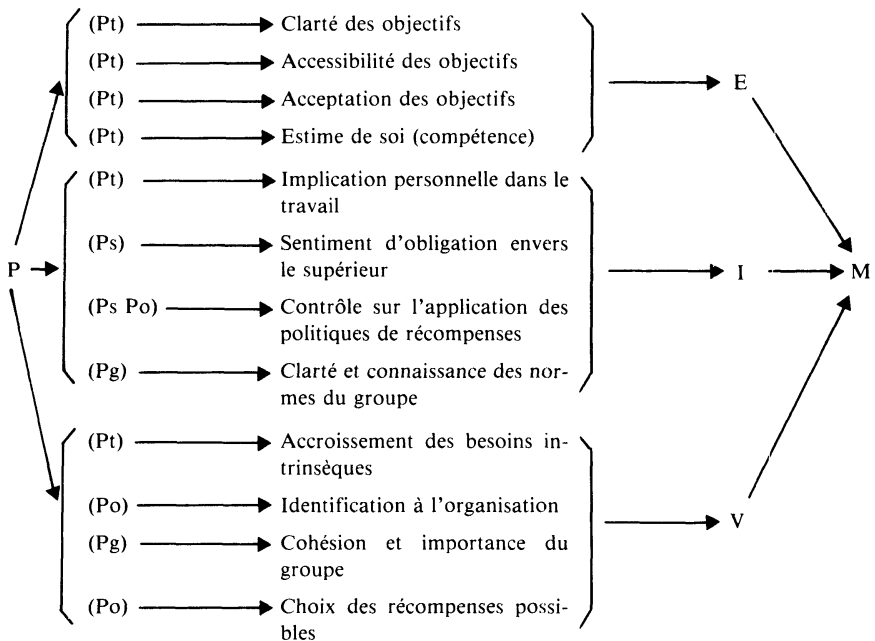 (Pt) Clarté des objectifs
(Pt) Accessibilité des objectifs
(Pt) Acceptation des objectifs
(Pt) Estime de soi (compétence)
E
(Pt) Implication personnelle dans le
travail
(Ps) Sentiment d'obligation envers
le supérieur
P I M
(Ps Po) Contrôle sur l'application des
politiques de récompenses
(Pg) Clarté et connaissance des nor-
mes du groupe
(Pt) Accroissement des besoins in-
trinsèques
(Po) Identification à l'organisation
V
(Pg) Cohésion et importance du
groupe
(Po) Choix des récompenses possi-
bles